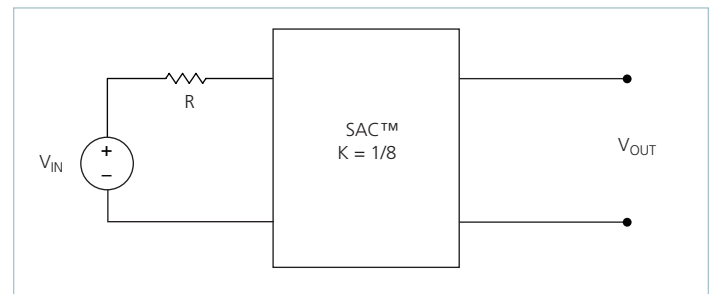 R
SAC™
K = 1/8
V_IN
+
–
V_OUT